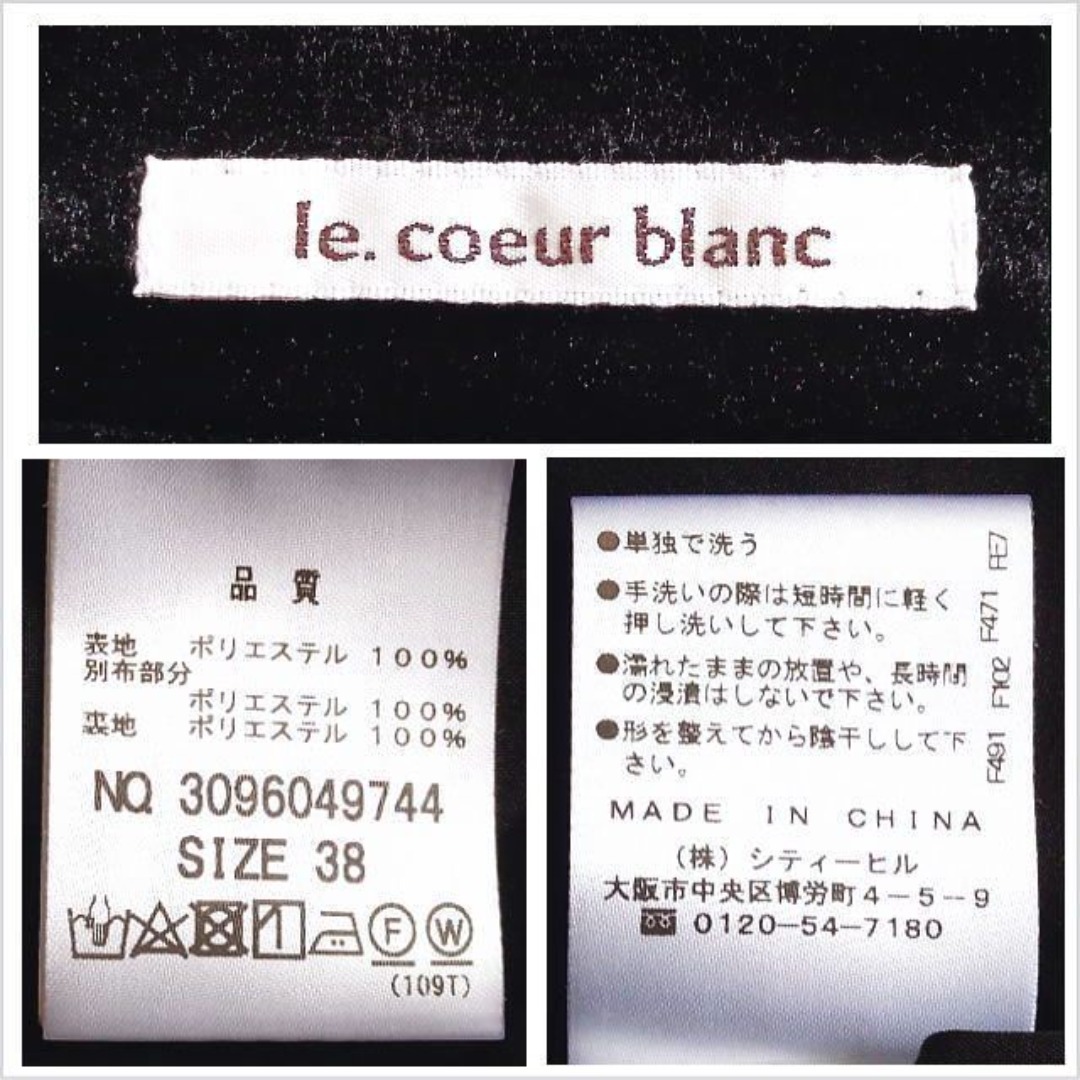 le. coeur blanc
品 質
表地 ポリエステル 100%
別布部分
ポリエステル 100%
裏地 ポリエステル 100%
NO. 3096049744
SIZE 38
F W
(109T)
●単独で洗う
●手洗いの際は短時間に軽く
押し洗いして下さい。
●濡れたままの放置や、長時間
の浸漬はしないで下さい。
●形を整えてから陰干しして下
さい。
MADE IN CHINA
(株) シティーヒル
大阪市中央区博労町4-5-9
0120-54-7180
FE7
F471
F102
F491